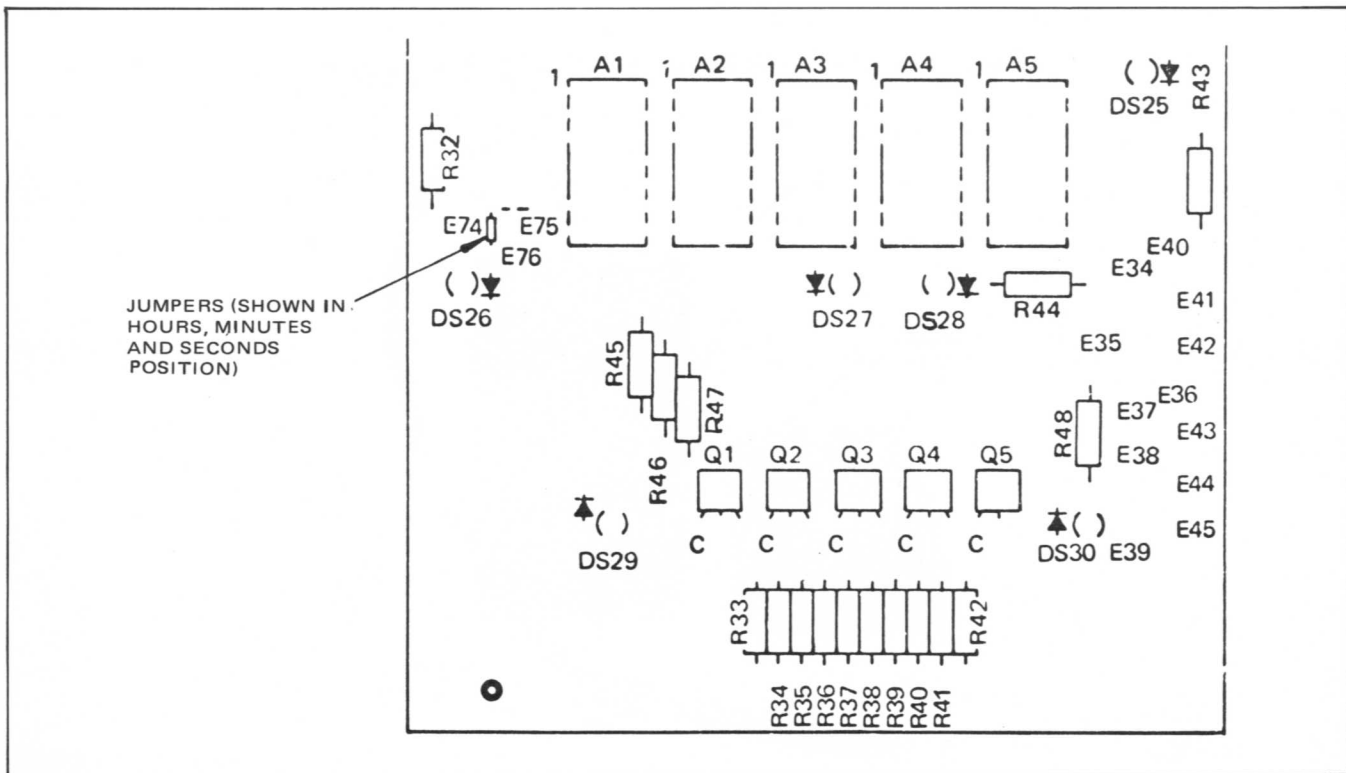 1 A1 1 A2 1 A3 1 A4 1 A5
DS25
R43
R32
E74 E75
E76
E40
E34
E41
JUMPERS (SHOWN IN
HOURS, MINUTES
AND SECONDS
POSITION)
DS26
DS27
DS28
R44
E35
E42
R45
R46
R47
R48
E36
E37
E43
E38
Q1 Q2 Q3 Q4 Q5
E44
E45
DS29
C C C C C
DS30 E39
R33
R42
R34
R35
R36
R37
R38
R39
R40
R41